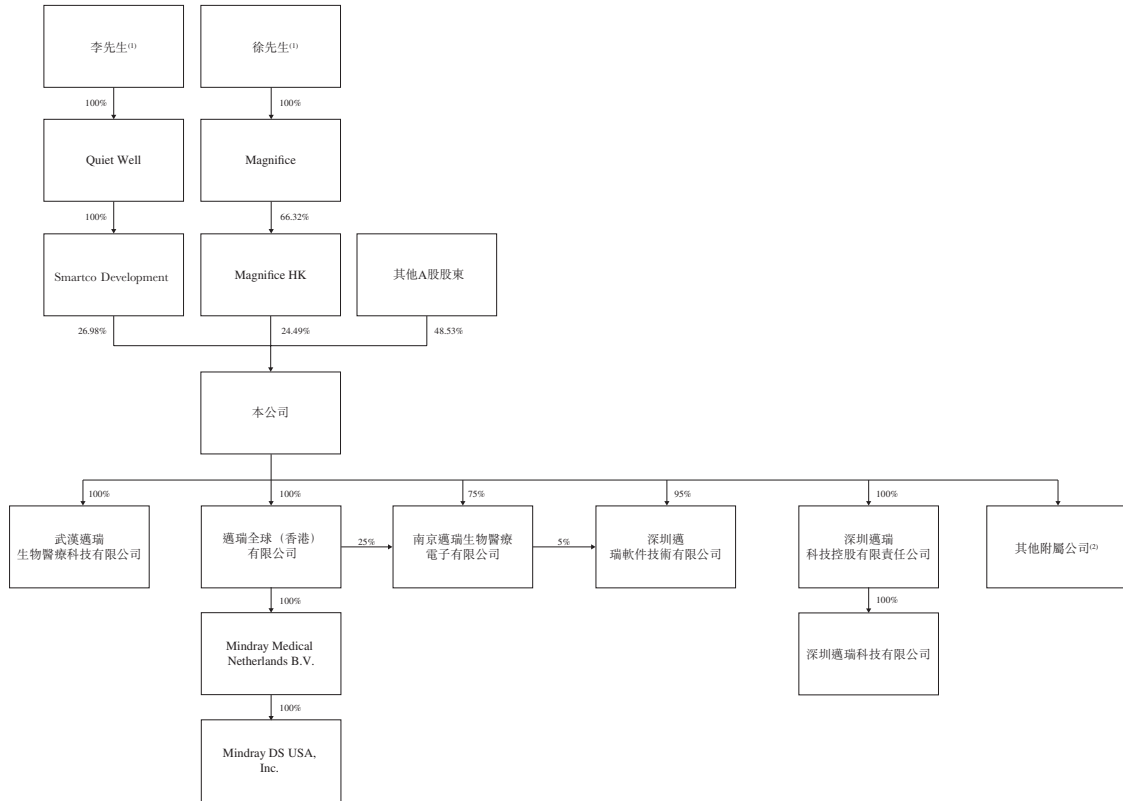 李先生(1)
徐先生(1)
100%
100%
Quiet Well
Magnifice
100%
66.32%
Smartco Development
Magnifice HK
其他A股股東
26.98%
24.49%
48.53%
本公司
100%
100%
75%
95%
100%
武漢邁瑞
生物醫療科技有限公司
邁瑞全球（香港）
有限公司
25%
南京邁瑞生物醫療
電子有限公司
5%
深圳邁
瑞軟件技術有限公司
深圳邁瑞
科技控股有限責任公司
其他附屬公司(2)
100%
100%
Mindray Medical
Netherlands B.V.
深圳邁瑞科技有限公司
100%
Mindray DS USA,
Inc.